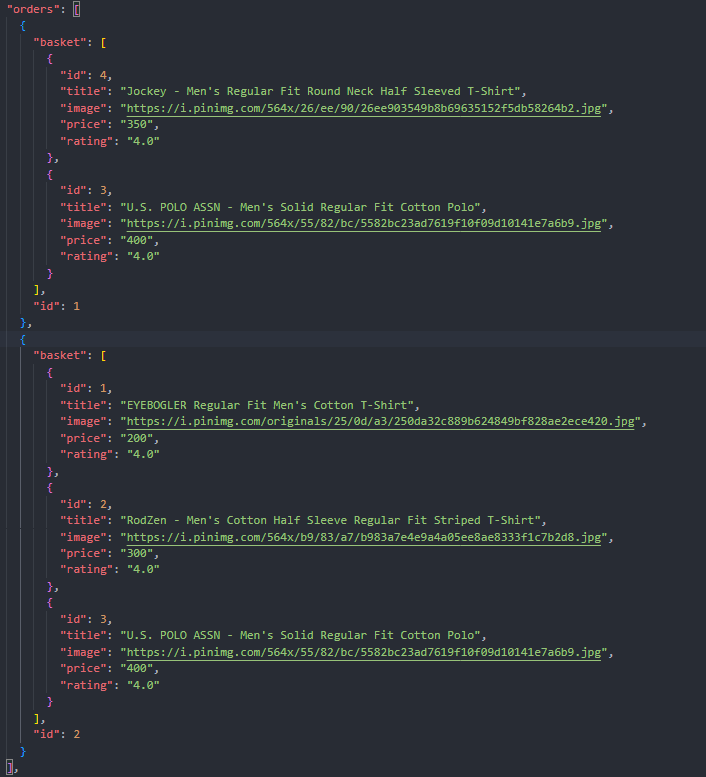 "orders": [
{
"basket": [
{
"id": 4,
"title": "Jockey - Men's Regular Fit Round Neck Half Sleeved T-Shirt",
"image": "https://i.pinimg.com/564x/26/ee/90/26ee903549b8b69635152f5db58264b2.jpg",
"price": "350",
"rating": "4.0"
},
{
"id": 3,
"title": "U.S. POLO ASSN - Men's Solid Regular Fit Cotton Polo",
"image": "https://i.pinimg.com/564x/55/82/bc/5582bc23ad7619f10f09d10141e7a6b9.jpg",
"price": "400",
"rating": "4.0"
}
],
"id": 1
},
{
"basket": [
{
"id": 1,
"title": "EYEBOGLER Regular Fit Men's Cotton T-Shirt",
"image": "https://i.pinimg.com/originals/25/0d/a3/250da32c889b624849bf828ae2ece420.jpg",
"price": "200",
"rating": "4.0"
},
{
"id": 2,
"title": "RodZen - Men's Cotton Half Sleeve Regular Fit Striped T-Shirt",
"image": "https://i.pinimg.com/564x/b9/83/a7/b983a7e4e9a4a05ee8ae8333f1c7b2d8.jpg",
"price": "300",
"rating": "4.0"
},
{
"id": 3,
"title": "U.S. POLO ASSN - Men's Solid Regular Fit Cotton Polo",
"image": "https://i.pinimg.com/564x/55/82/bc/5582bc23ad7619f10f09d10141e7a6b9.jpg",
"price": "400",
"rating": "4.0"
}
],
"id": 2
}
],